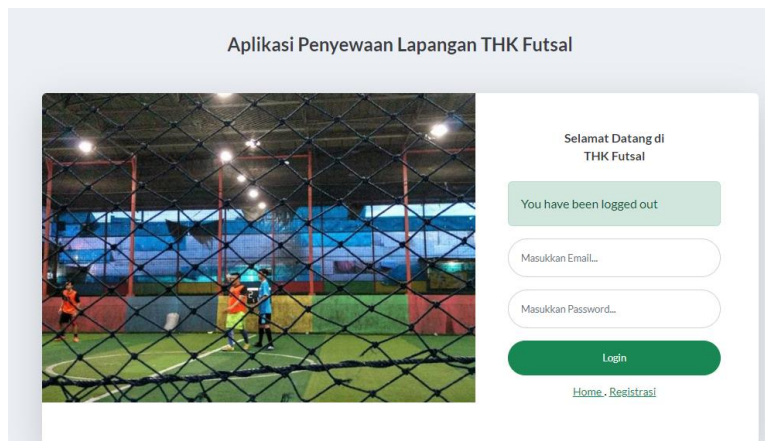 Aplikasi Penyewaan Lapangan THK Futsal
Selamat Datang di
THK Futsal
You have been logged out
Masukkan Email...
Masukkan Password...
Login
Home . Registrasi